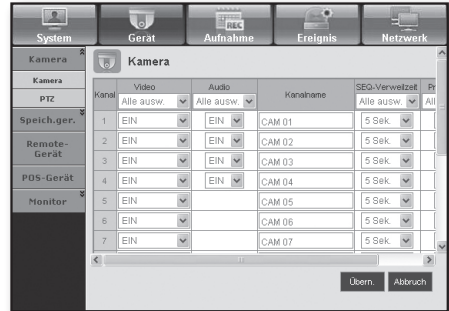 System Gerät Aufnahme Ereignis Netzwerk
REC
Kamera
Kamera
PTZ
Speich.ger.
Remote-
Gerät
POS-Gerät
Monitor
Kamera
Kanal Video Audio Kanalname SEQ-Verweilzeit Pr
Alle ausw. Alle ausw. Alle ausw. All
1 EIN EIN CAM 01 5 Sek.
2 EIN EIN CAM 02 5 Sek.
3 EIN EIN CAM 03 5 Sek.
4 EIN EIN CAM 04 5 Sek.
5 EIN CAM 05 5 Sek.
6 EIN CAM 06 5 Sek.
7 EIN CAM 07 5 Sek.
Übern. Abbruch